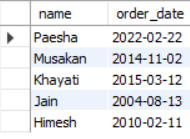 name order_date
Paesha 2022-02-22
Musakan 2014-11-02
Khayati 2015-03-12
Jain 2004-08-13
Himesh 2010-02-11